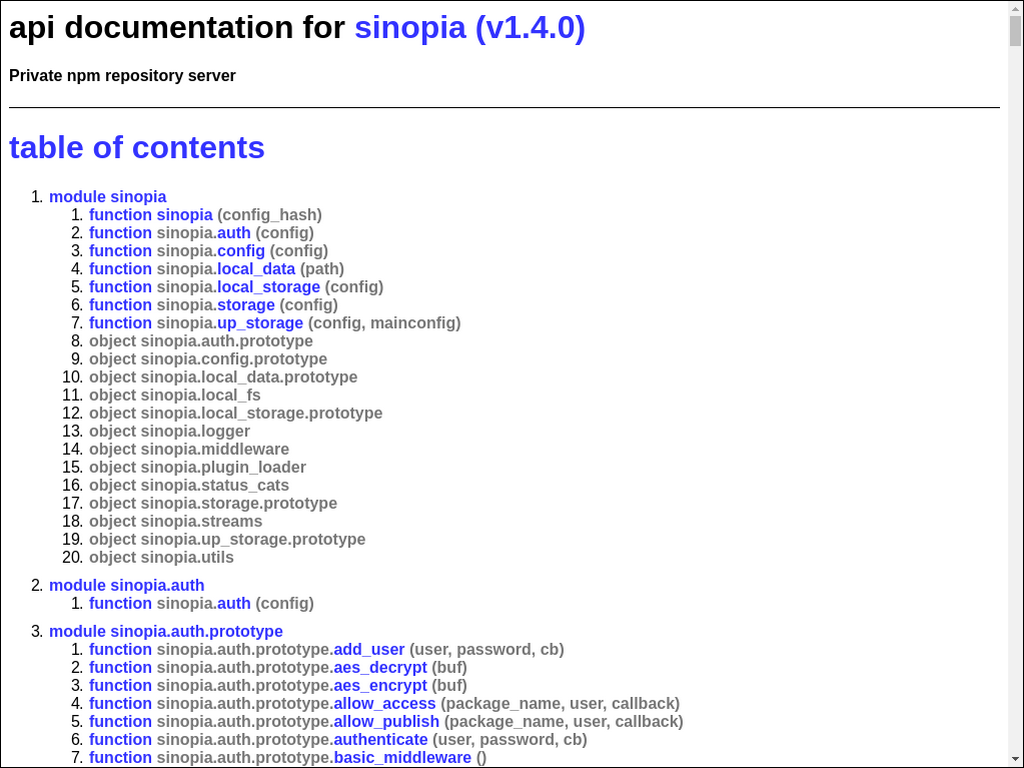 api documentation for sinopia (v1.4.0)
Private npm repository server
table of contents
1. module sinopia
1. function sinopia (config_hash)
2. function sinopia.auth (config)
3. function sinopia.config (config)
4. function sinopia.local_data (path)
5. function sinopia.local_storage (config)
6. function sinopia.storage (config)
7. function sinopia.up_storage (config, mainconfig)
8. object sinopia.auth.prototype
9. object sinopia.config.prototype
10. object sinopia.local_data.prototype
11. object sinopia.local_fs
12. object sinopia.local_storage.prototype
13. object sinopia.logger
14. object sinopia.middleware
15. object sinopia.plugin_loader
16. object sinopia.status_cats
17. object sinopia.storage.prototype
18. object sinopia.streams
19. object sinopia.up_storage.prototype
20. object sinopia.utils
2. module sinopia.auth
1. function sinopia.auth (config)
3. module sinopia.auth.prototype
1. function sinopia.auth.prototype.add_user (user, password, cb)
2. function sinopia.auth.prototype.aes_decrypt (buf)
3. function sinopia.auth.prototype.aes_encrypt (buf)
4. function sinopia.auth.prototype.allow_access (package_name, user, callback)
5. function sinopia.auth.prototype.allow_publish (package_name, user, callback)
6. function sinopia.auth.prototype.authenticate (user, password, cb)
7. function sinopia.auth.prototype.basic_middleware ()